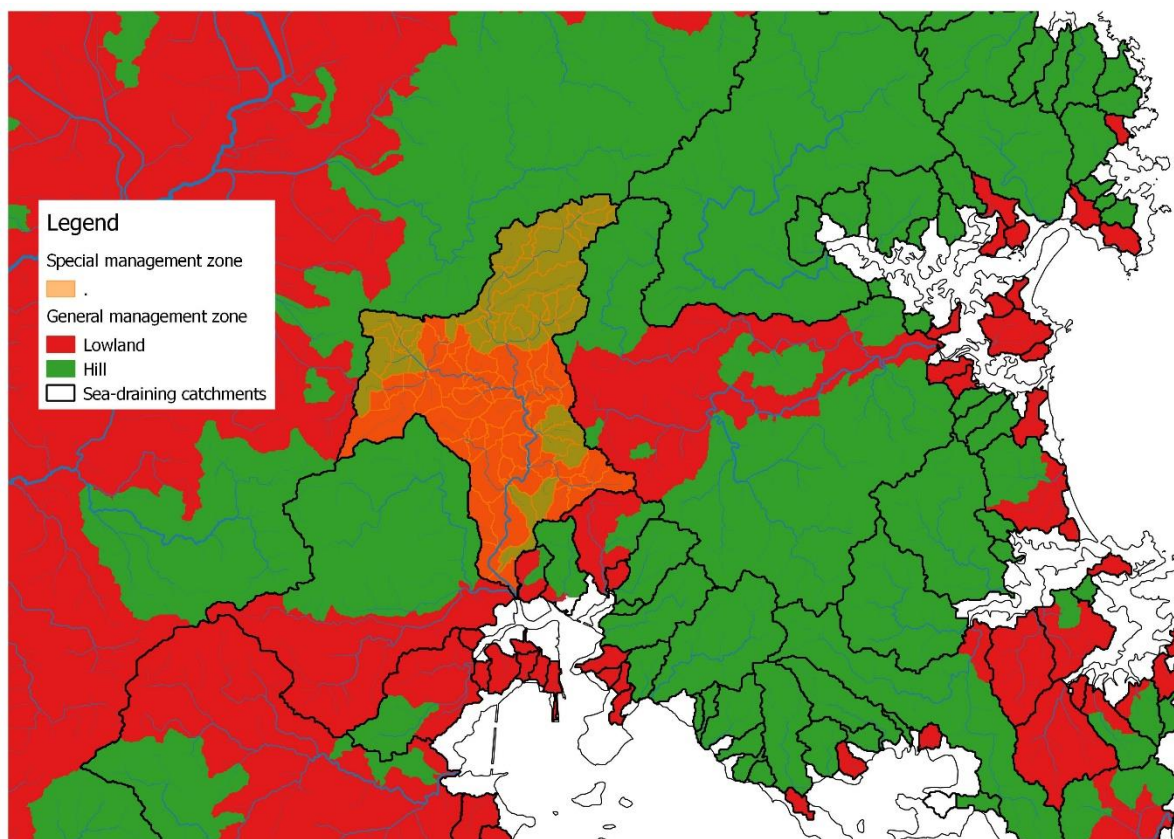 Legend
Special management zone
.
General management zone
Lowland
Hill
Sea-draining catchments